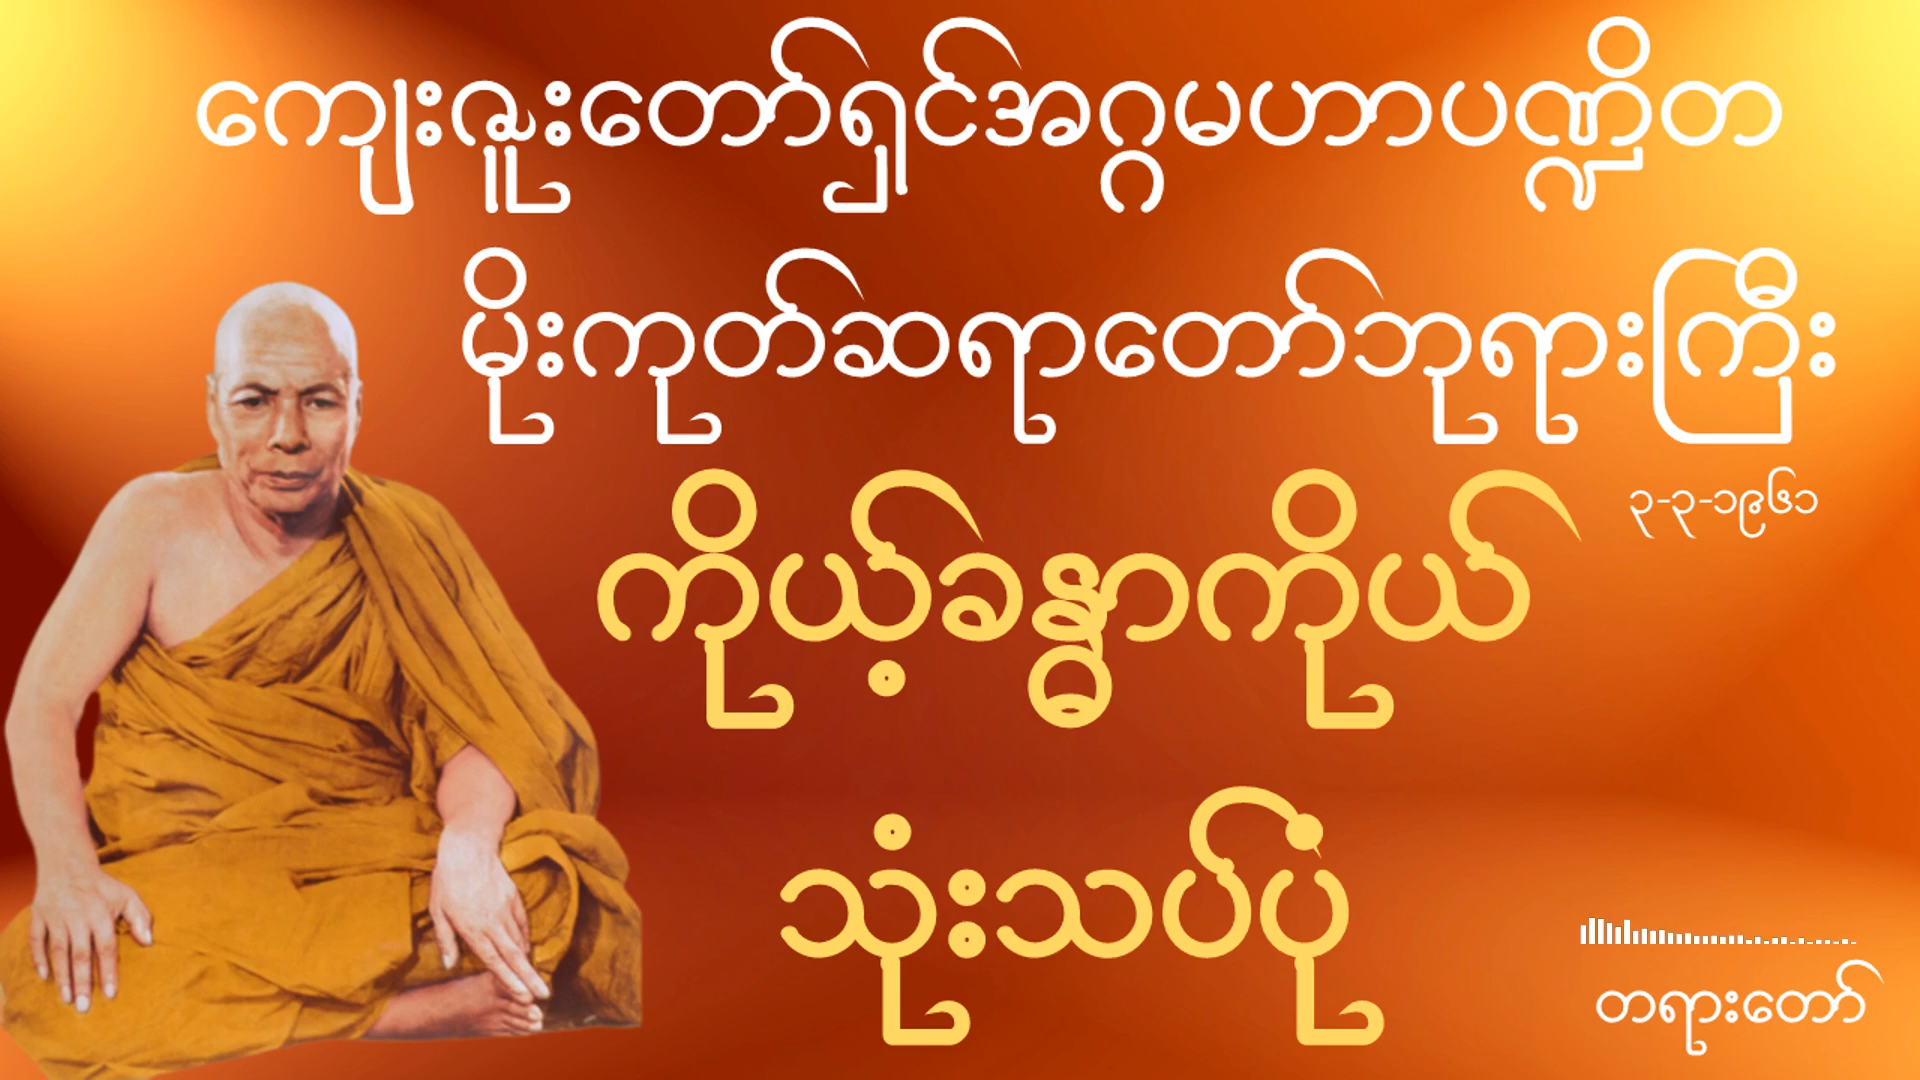 ကျေးဇူးတော်ရှင်အဂ္ဂမဟာပဏ္ဍိတ
မိုးကုတ်ဆရာတော်ဘုရားကြီး
၃-၃-၁၉၆၁
ကိုယ့်ခန္ဓာကိုယ်
သုံးသပ်ပုံ
တရားတော်